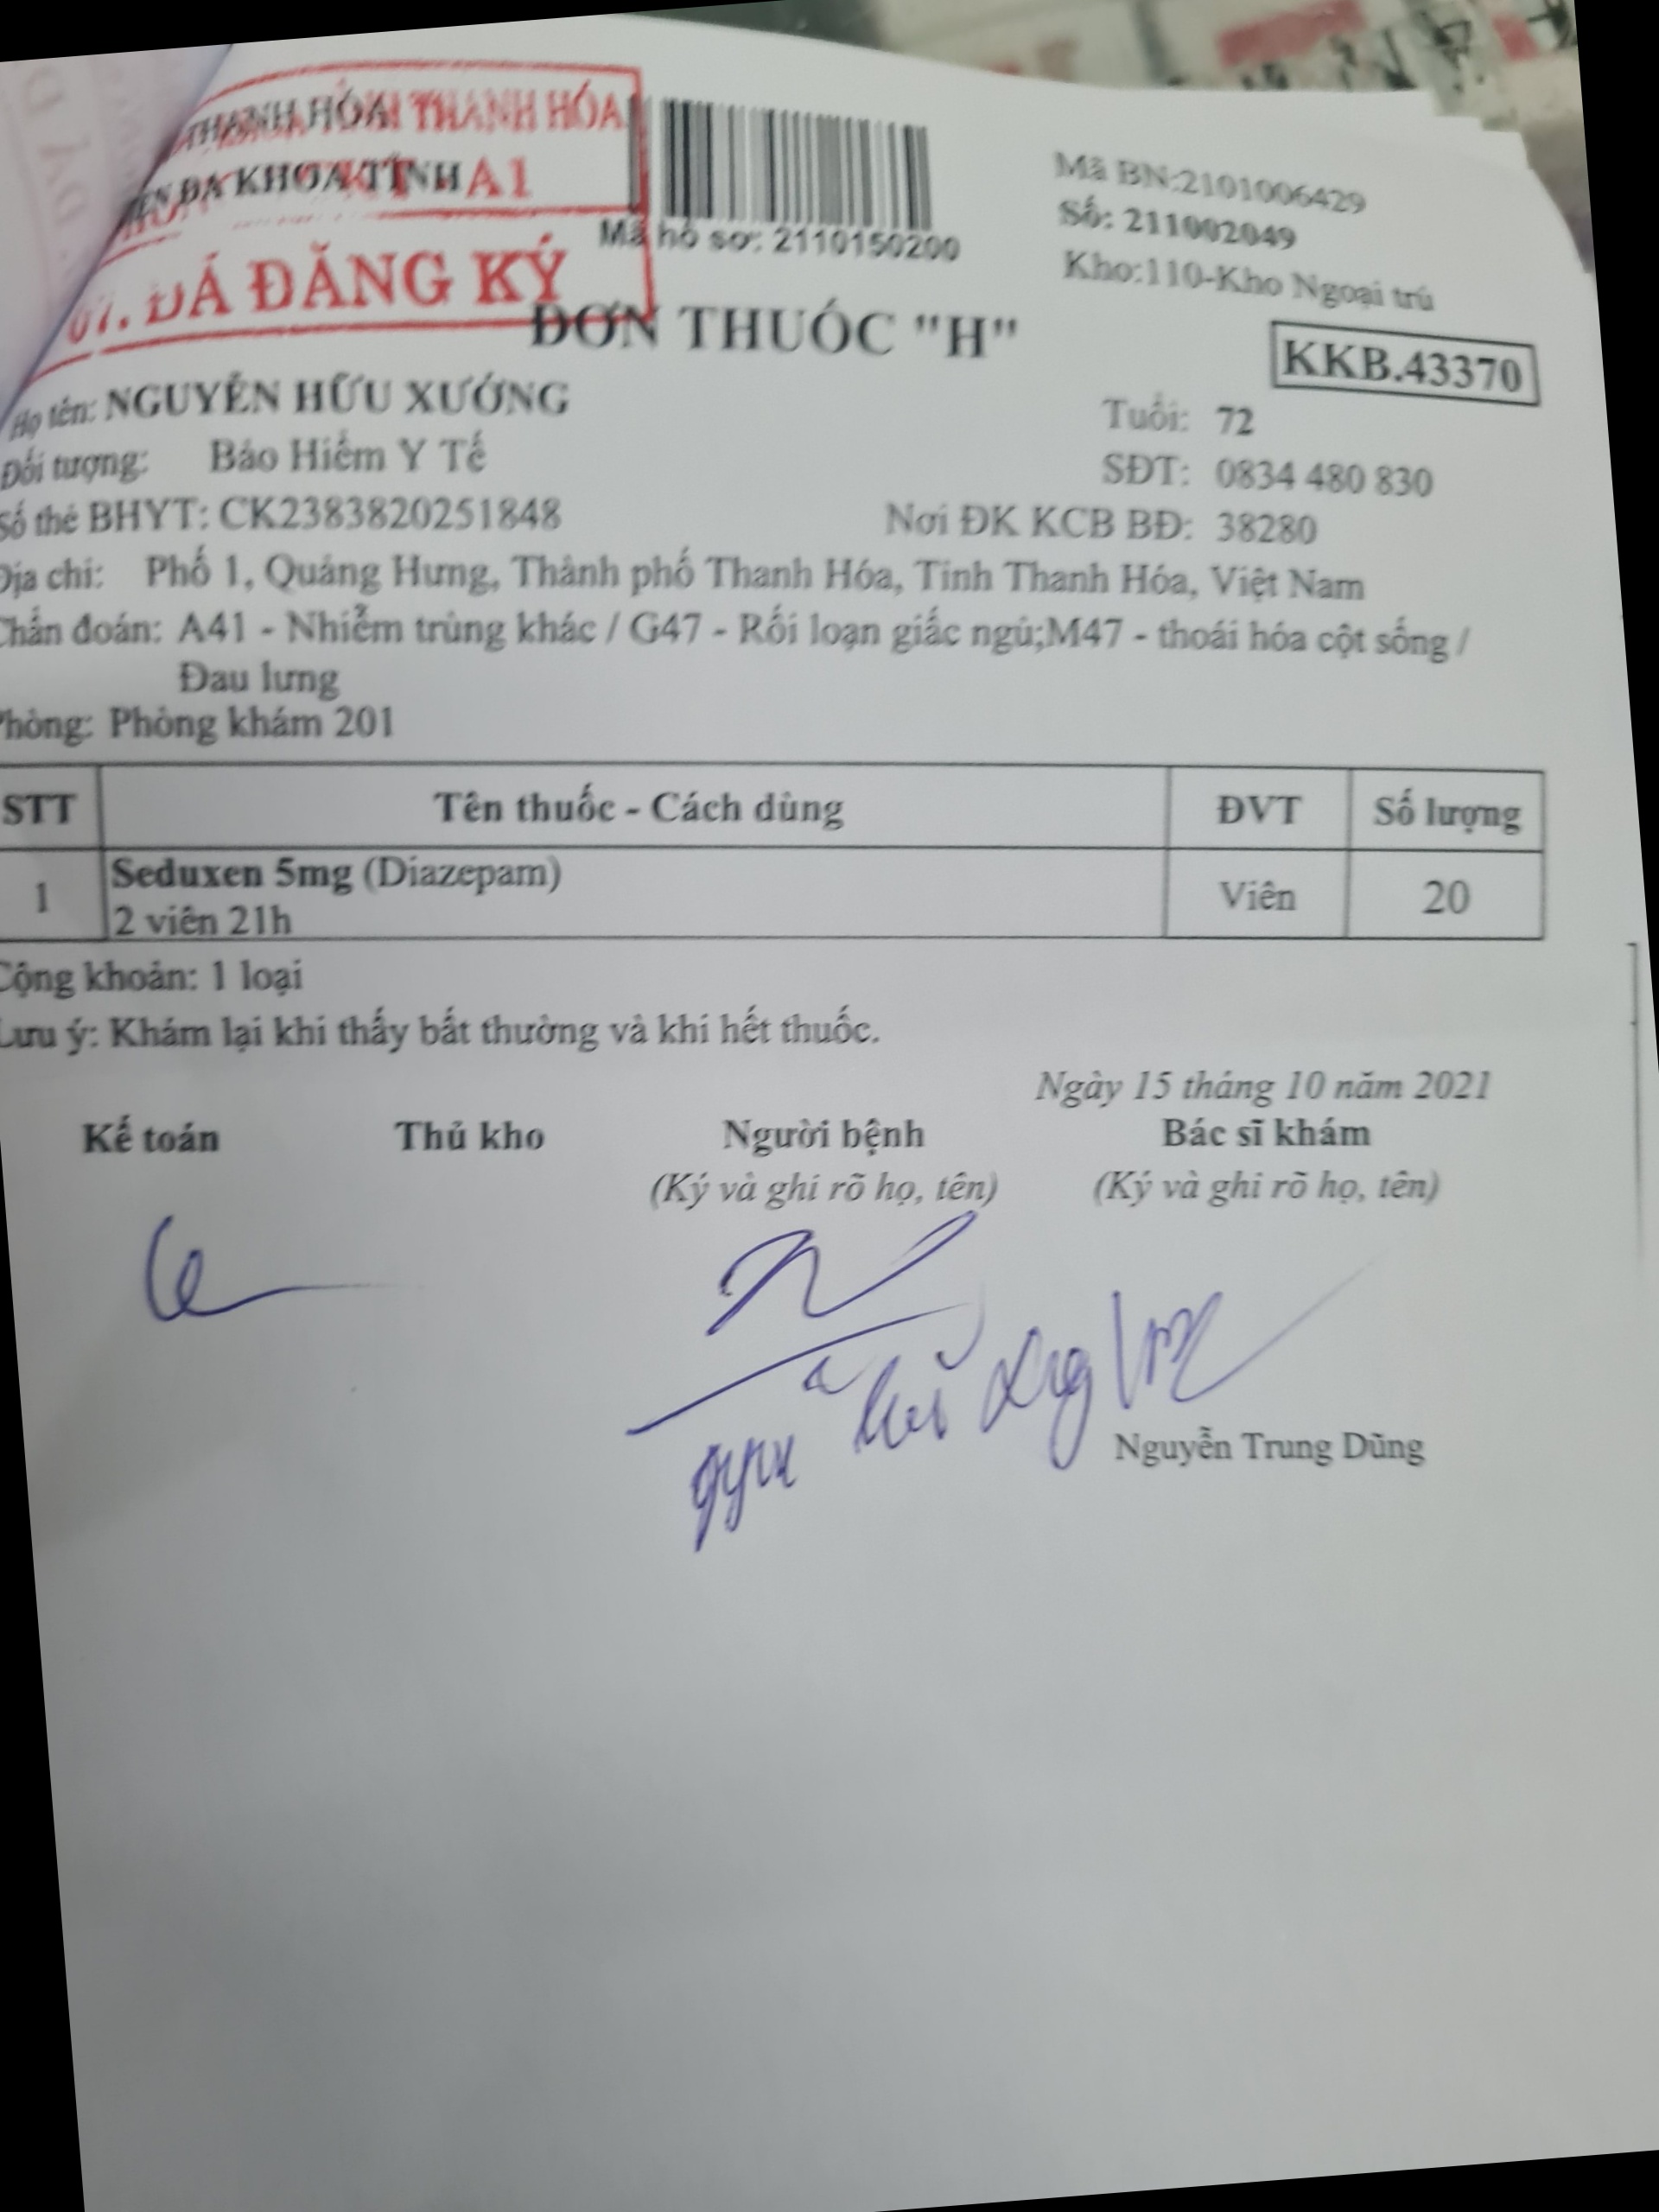 THANH HÓA
THANH HÓA
ĐA KHOA TỈNH
A1
ĐÃ ĐĂNG KÝ
Mã hồ sơ: 2110150200
Mã BN:2101006429
Số: 211002049
Kho:110-Kho Ngoại trú
ĐƠN THUỐC "H"
KKB.43370
Họ tên: NGUYỄN HỮU XƯỚNG
Tuổi: 72
Đối tượng: Bảo Hiểm Y Tế
SĐT: 0834 480 830
Số thẻ BHYT: CK2383820251848
Nơi ĐK KCB BĐ: 38280
Địa chỉ: Phố 1, Quảng Hưng, Thành phố Thanh Hóa, Tỉnh Thanh Hóa, Việt Nam
Chẩn đoán: A41 - Nhiễm trùng khác / G47 - Rối loạn giấc ngủ;M47 - thoái hóa cột sống /
Đau lưng
Phòng: Phòng khám 201
STT Tên thuốc - Cách dùng ĐVT Số lượng
1 Seduxen 5mg (Diazepam) Viên 20
2 viên 21h
Cộng khoản: 1 loại
Lưu ý: Khám lại khi thấy bất thường và khi hết thuốc.
Ngày 15 tháng 10 năm 2021
Kế toán Thủ kho Người bệnh Bác sĩ khám
(Ký và ghi rõ họ, tên) (Ký và ghi rõ họ, tên)
Nguyễn Trung Dũng